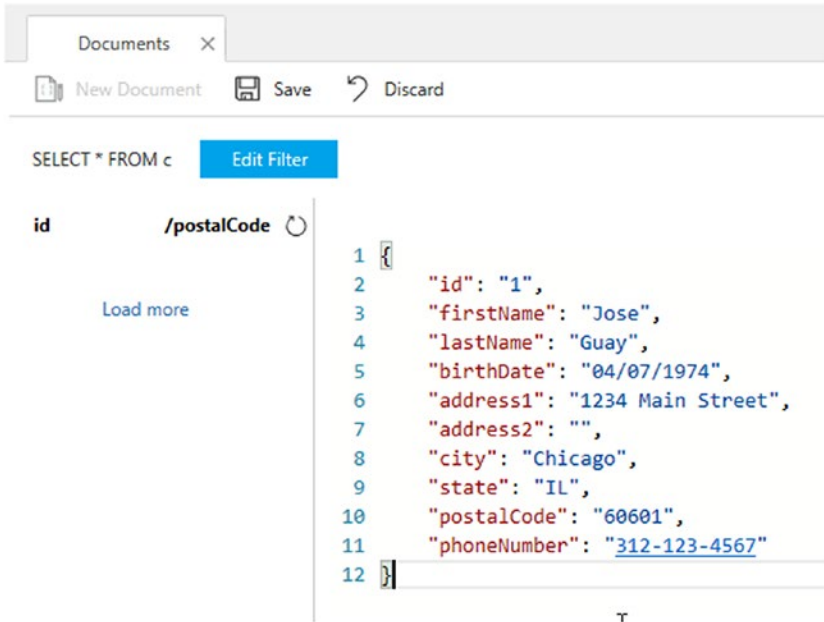 Documents
New Document Save Discard
SELECT * FROM c Edit Filter
id /postalCode
Load more
1 {
2 "id": "1",
3 "firstName": "Jose",
4 "lastName": "Guay",
5 "birthDate": "04/07/1974",
6 "address1": "1234 Main Street",
7 "address2": "",
8 "city": "Chicago",
9 "state": "IL",
10 "postalCode": "60601",
11 "phoneNumber": "312-123-4567"
12 }